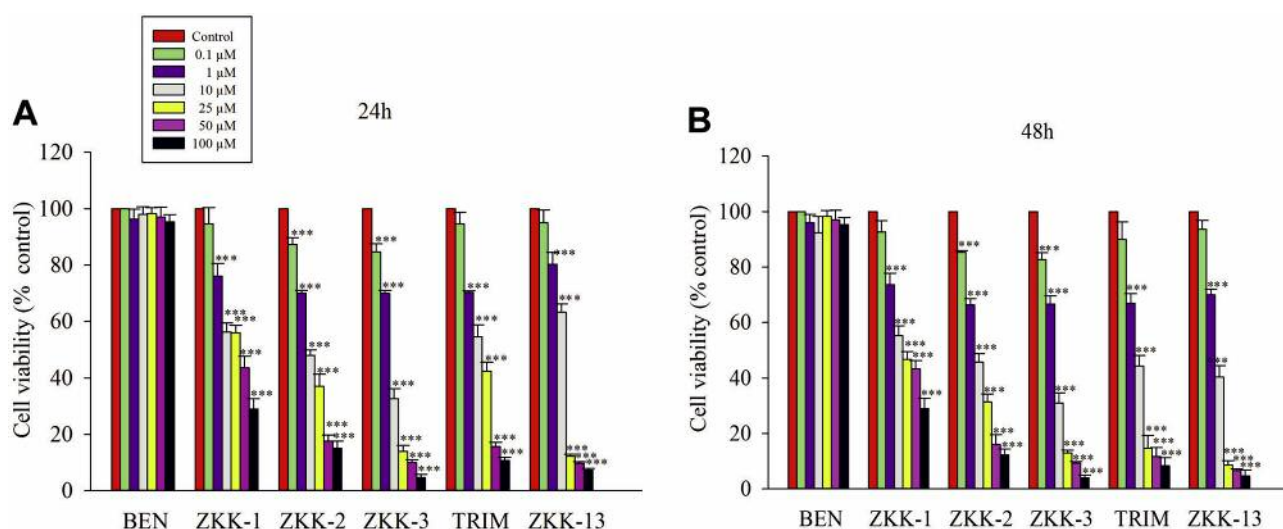 Control
0.1 µM
1 µM
10 µM
25 µM
50 µM
100 µM
A
24h
Cell viability (% control)
120
100
80
60
40
20
0
*** *** *** ***
*** *** *** *** *** ***
*** *** *** *** *** ***
*** *** *** *** ***
*** *** *** *** ***
BEN ZKK-1 ZKK-2 ZKK-3 TRIM ZKK-13
B
48h
Cell viability (% control)
120
100
80
60
40
20
0
*** *** *** *** ***
*** *** *** *** *** ***
*** *** *** *** *** ***
*** *** *** *** ***
*** *** *** *** ***
BEN ZKK-1 ZKK-2 ZKK-3 TRIM ZKK-13